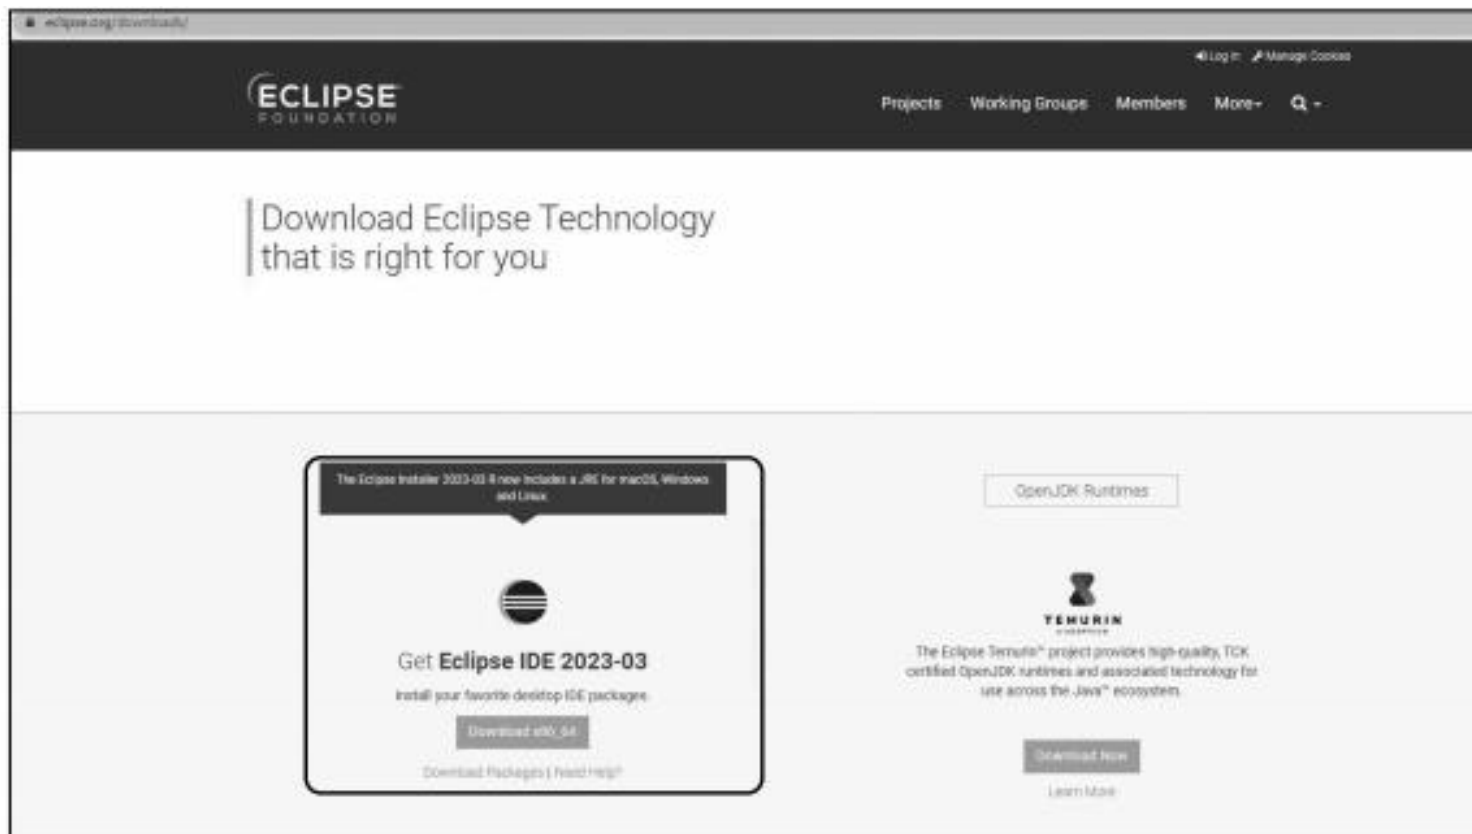 eclipse.org/downloads/
Log in Manage Cookies
ECLIPSE
FOUNDATION
Projects Working Groups Members More
Download Eclipse Technology
that is right for you
The Eclipse Installer 2023-03 R now includes a JRE for macOS, Windows
and Linux
OpenJDK Runtimes
Get Eclipse IDE 2023-03
Install your favorite desktop IDE packages.
Download x86_64
Download Packages | Need Help?
TEMURIN
The Eclipse Temurin™ project provides high-quality, TCK
certified OpenJDK runtimes and associated technology for
use across the Java™ ecosystem.
Download Now
Learn More